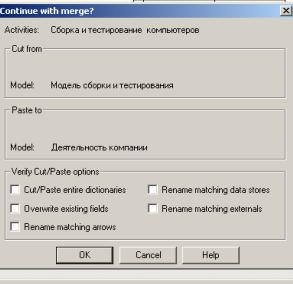 Continue with merge?
Activities: Сборка и тестирование компьютеров
Cut from
Model: Модель сборки и тестирования
Paste to
Model: Деятельность компании
Verify Cut/Paste options
Cut/Paste entire dictionaries Rename matching data stores
Overwrite existing fields Rename matching externals
Rename matching arrows
OK Cancel Help